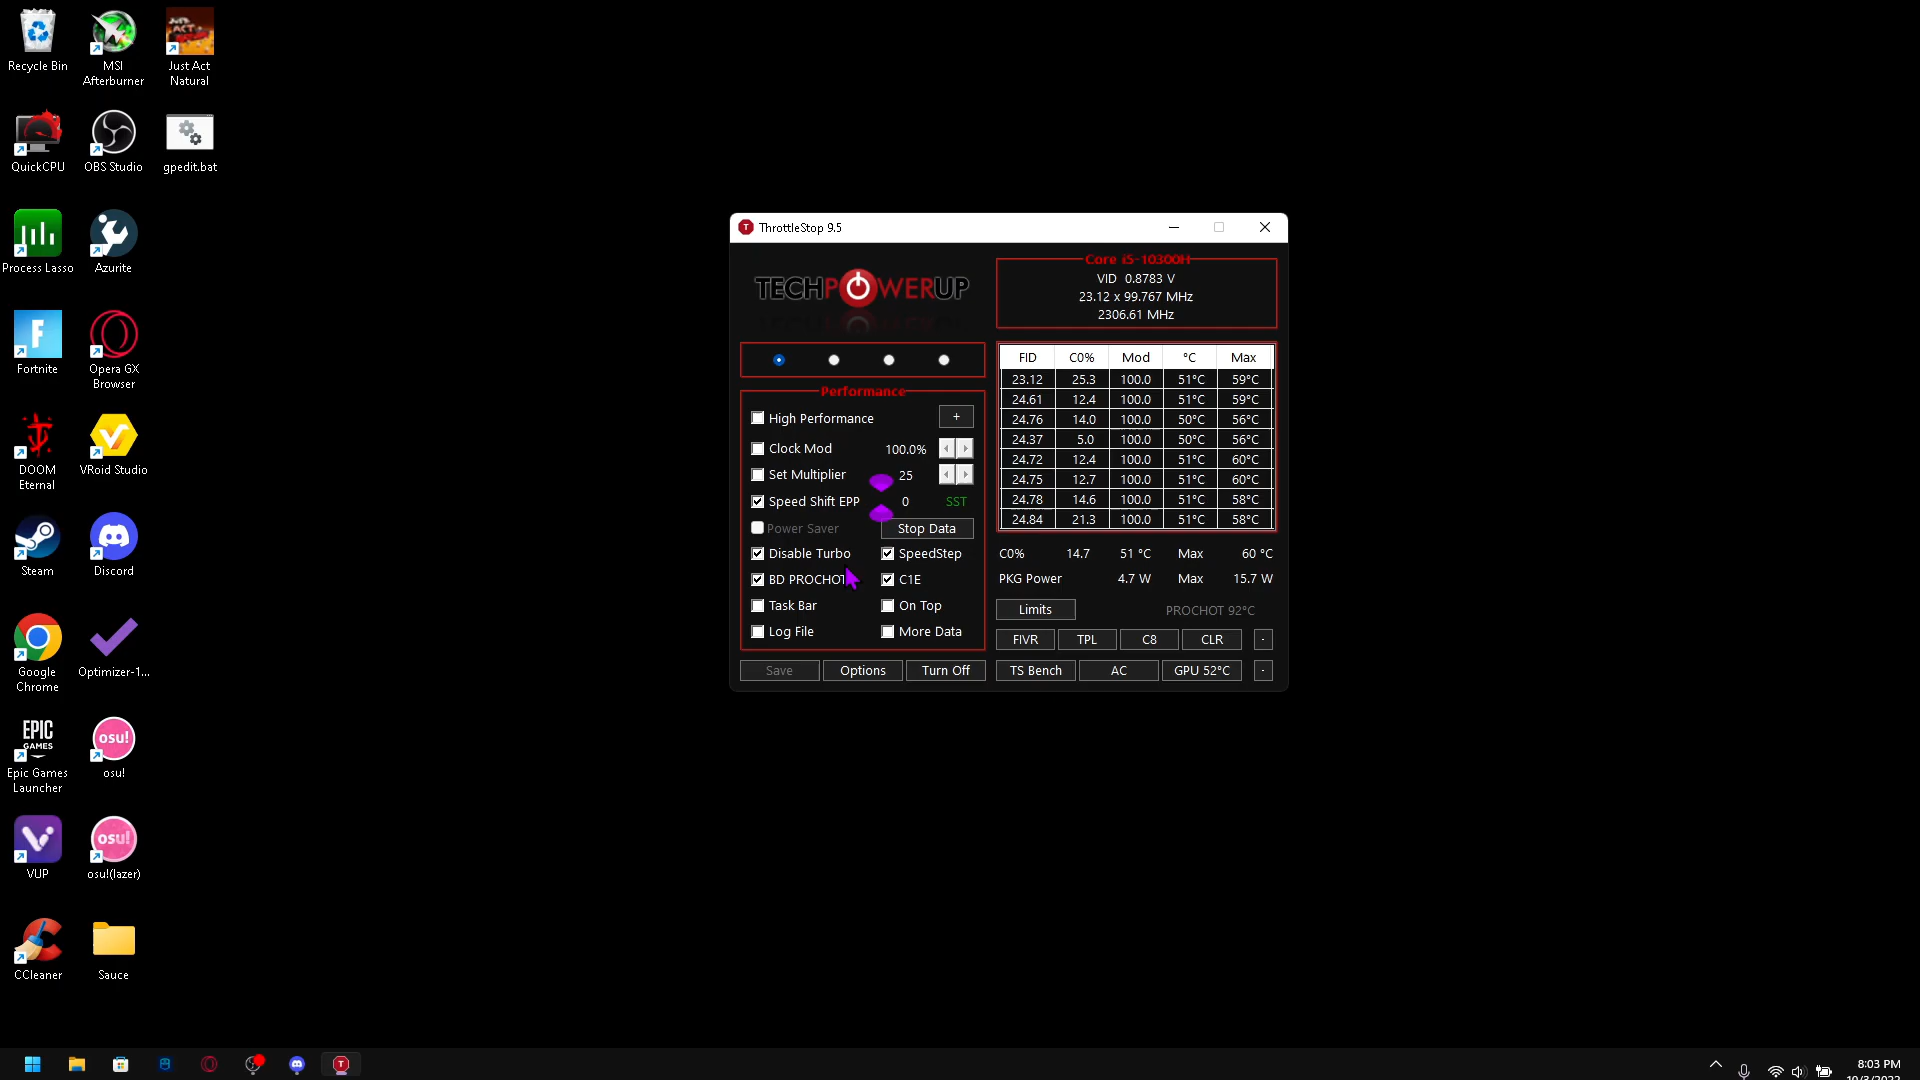 Recycle Bin
MSI
Afterburner
Just Act
Natural
QuickCPU
OBS Studio
gpedit.bat
Process Lasso
Azurite
Fortnite
Opera GX
Browser
DOOM
Eternal
VRoid Studio
Steam
Discord
Google
Chrome
Optimizer-1...
EPIC
GAMES
Epic Games
Launcher
osu!
osu!
VUP
osu!
osu!(lazer)
CCleaner
Sauce
ThrottleStop 9.5
TECHPOWERUP
Core i5-10300H
VID 0.8783 V
23.12 x 99.767 MHz
2306.61 MHz
Performance
High Performance +
Clock Mod 100.0%
Set Multiplier 25
Speed Shift EPP 0 SST
Power Saver Stop Data
Disable Turbo SpeedStep
BD PROCHOT C1E
Task Bar On Top
Log File More Data
Save Options Turn Off
FID C0% Mod °C Max
23.12 25.3 100.0 51°C 59°C
24.61 12.4 100.0 51°C 59°C
24.76 14.0 100.0 50°C 56°C
24.37 5.0 100.0 50°C 56°C
24.72 12.4 100.0 51°C 60°C
24.75 12.7 100.0 51°C 60°C
24.78 14.6 100.0 51°C 58°C
24.84 21.3 100.0 51°C 58°C
C0% 14.7 51 °C Max 60 °C
PKG Power 4.7 W Max 15.7 W
Limits PROCHOT 92°C
FIVR TPL C8 CLR -
TS Bench AC GPU 52°C -
8:03 PM